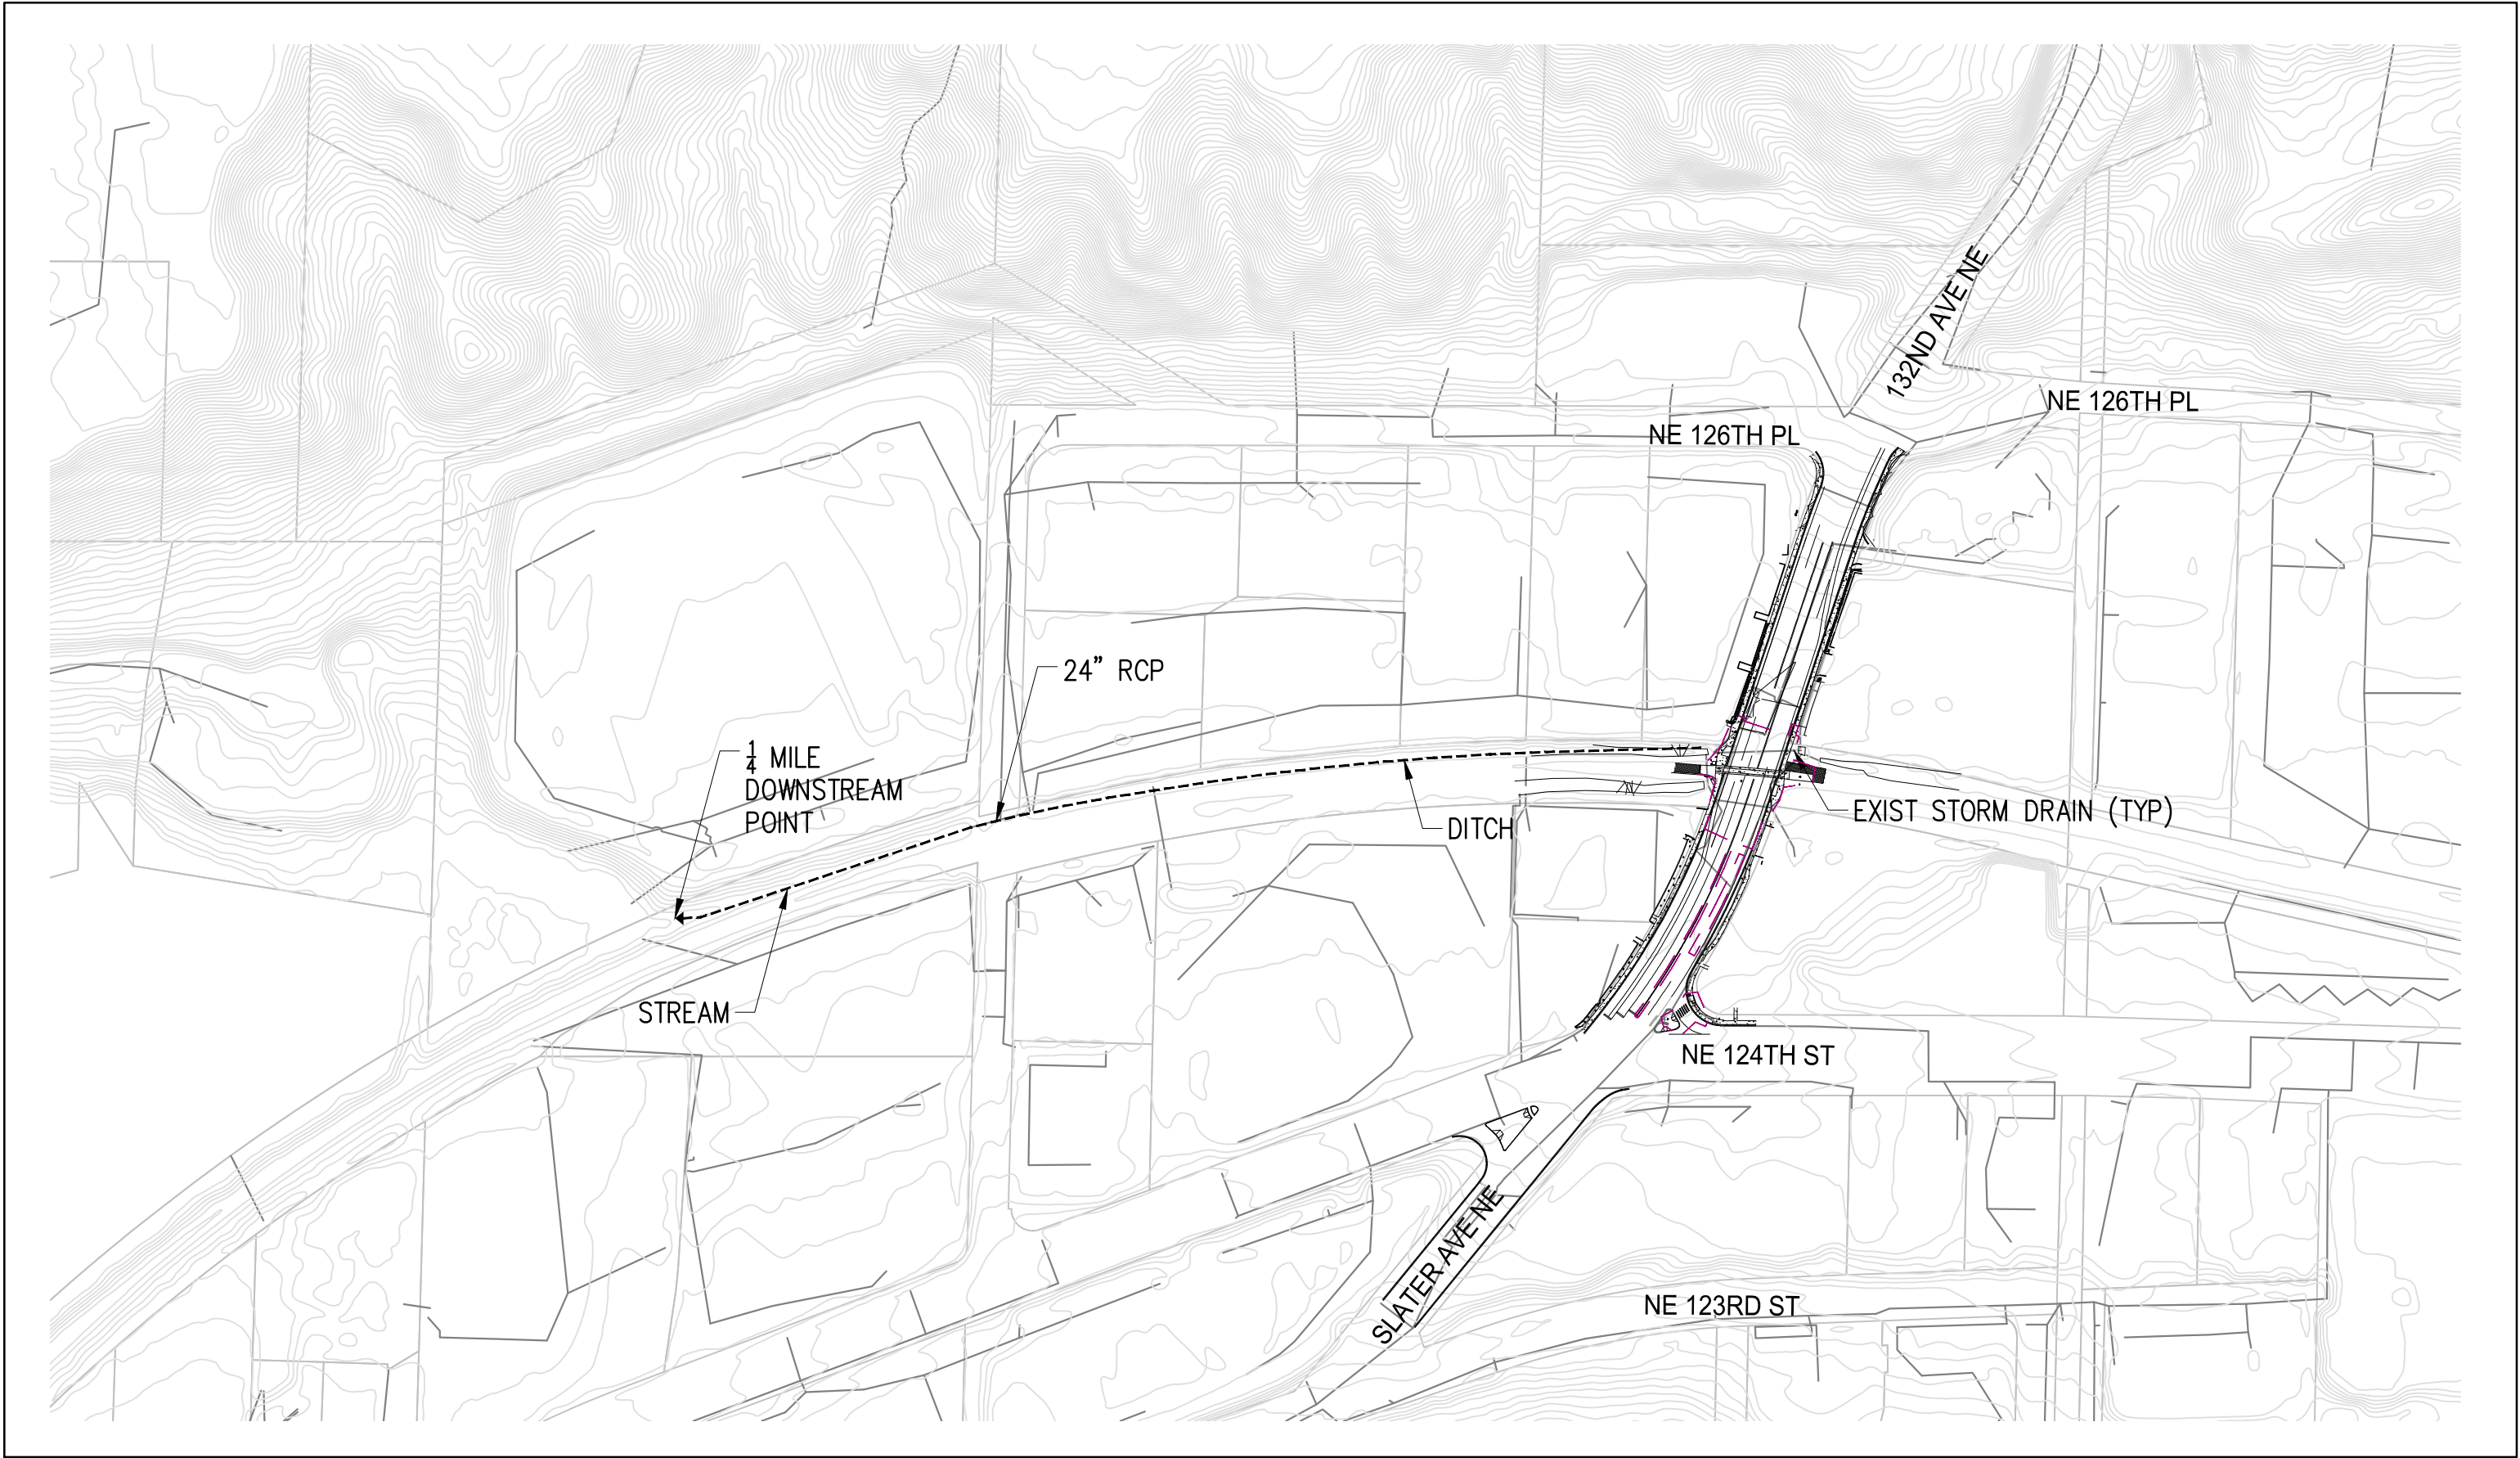 132ND AVE NE
NE 126TH PL
NE 126TH PL
24” RCP
1/4 MILE
DOWNSTREAM
POINT
EXIST STORM DRAIN (TYP)
DITCH
STREAM
NE 124TH ST
SLATER AVE NE
NE 123RD ST